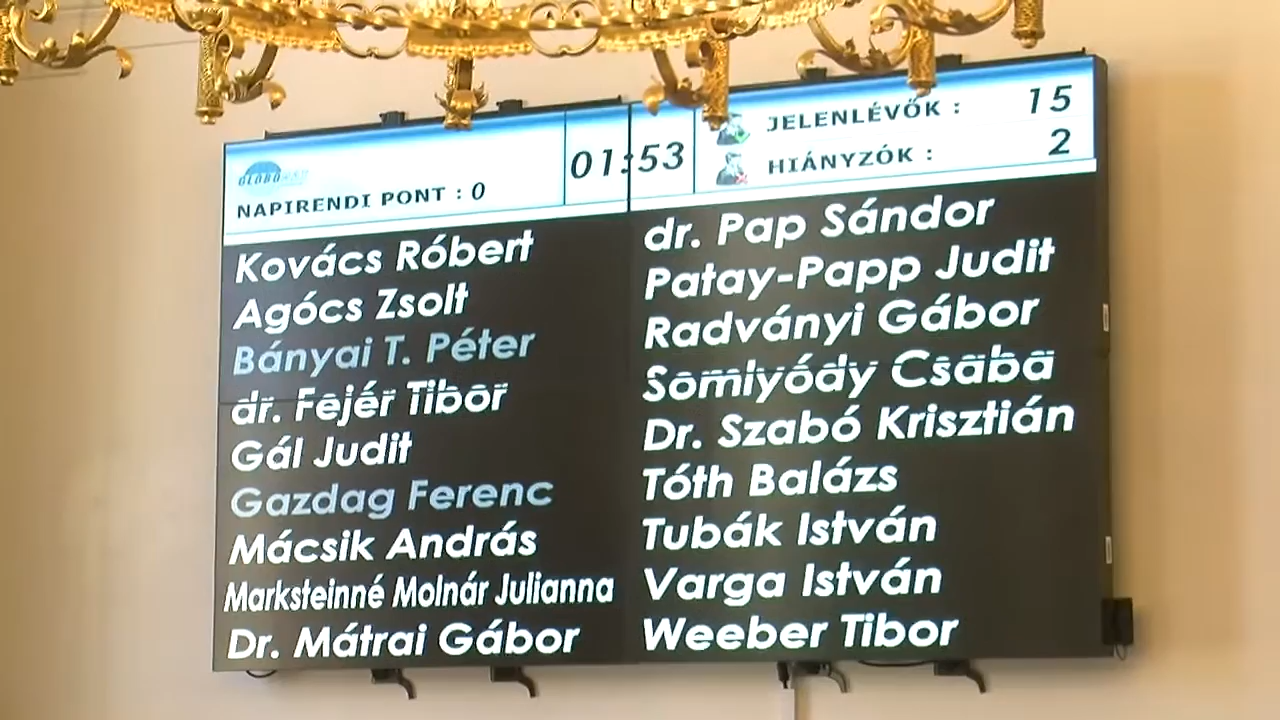 GLOBO
NAPIRENDI PONT : 0
01:53
JELENLÉVŐK : 15
HIÁNYZÓK : 2
Kovács Róbert
Agócs Zsolt
Bányai T. Péter
dr. Fejér Tibor
Gál Judit
Gazdag Ferenc
Mácsik András
Marksteinné Molnár Julianna
Dr. Mátrai Gábor
dr. Pap Sándor
Patay-Papp Judit
Radványi Gábor
Somlyódy Csaba
Dr. Szabó Krisztián
Tóth Balázs
Tubák István
Varga István
Weeber Tibor